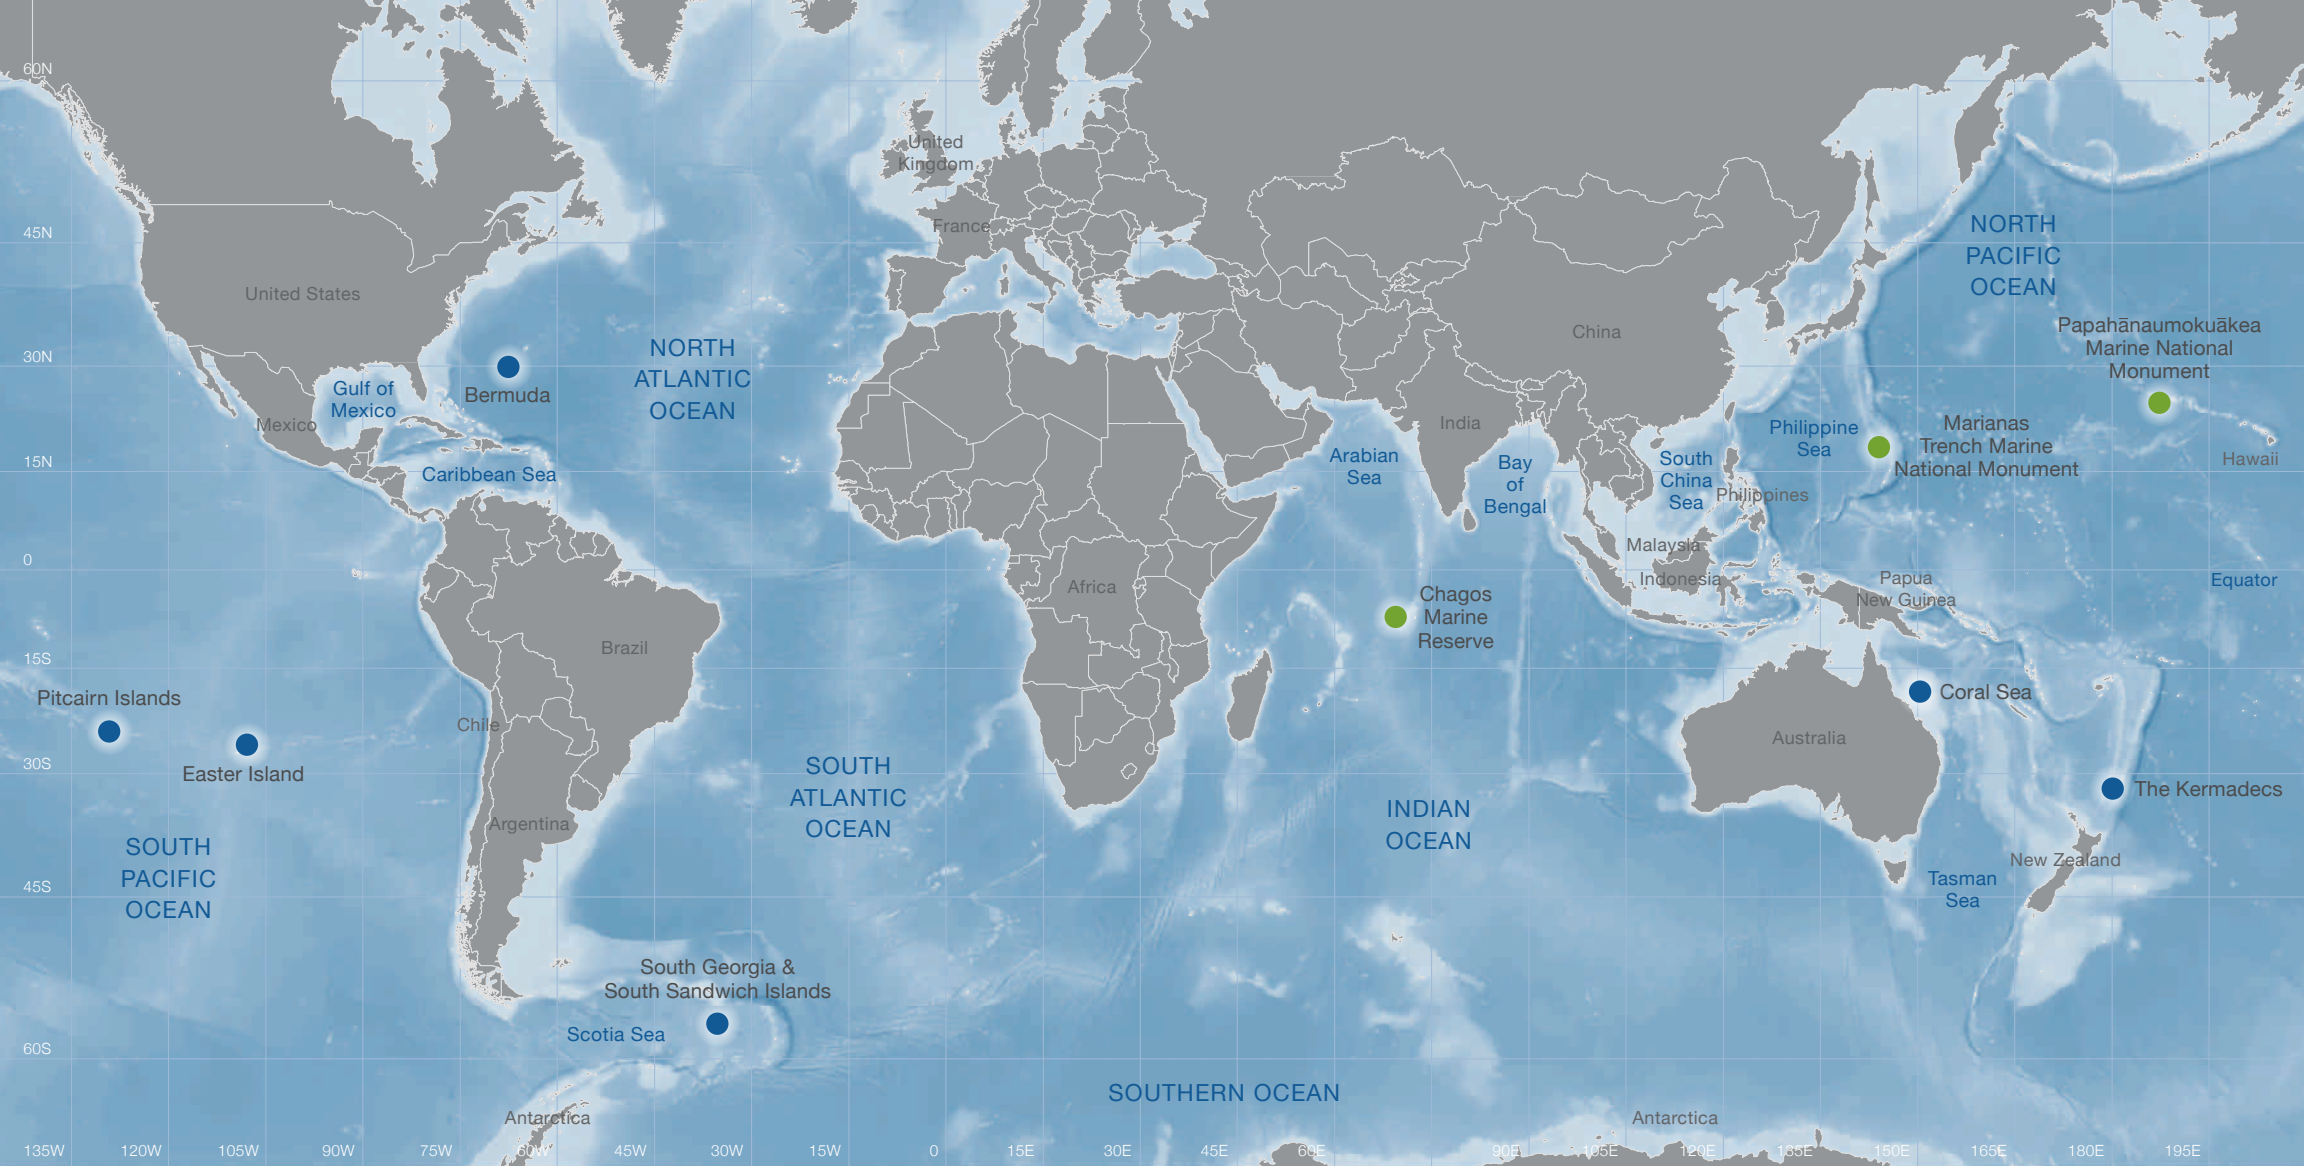 60N
United
Kingdom
45N
France
NORTH
PACIFIC
OCEAN
United States
China
Papahānaumokuākea
Marine National
Monument
30N
NORTH
ATLANTIC
OCEAN
Gulf of
Mexico
Bermuda
Mexico
India
Philippine
Sea
Marianas
Trench Marine
National Monument
Hawaii
15N
Caribbean Sea
Arabian
Sea
Bay
of
Bengal
South
China
Sea
Philippines
0
Malaysia
Indonesia
Papua
New Guinea
Equator
Africa
Chagos
Marine
Reserve
Brazil
15S
Pitcairn Islands
Chile
Coral Sea
Australia
30S
Easter Island
SOUTH
ATLANTIC
OCEAN
INDIAN
OCEAN
The Kermadecs
Argentina
SOUTH
PACIFIC
OCEAN
New Zealand
45S
Tasman
Sea
South Georgia &
South Sandwich Islands
Scotia Sea
60S
SOUTHERN OCEAN
Antarctica
Antarctica
135W 120W 105W 90W 75W 60W 45W 30W 15W 0 15E 30E 45E 60E 90E 105E 120E 135E 150E 165E 180E 195E